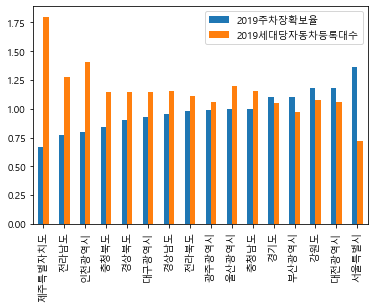 2019주차장확보율
2019세대당자동차등록대수
1.75
1.50
1.25
1.00
0.75
0.50
0.25
0.00
제주특별자치도
전라남도
인천광역시
충청북도
경상북도
대구광역시
경상남도
전라북도
광주광역시
울산광역시
충청남도
경기도
부산광역시
강원도
대전광역시
서울특별시